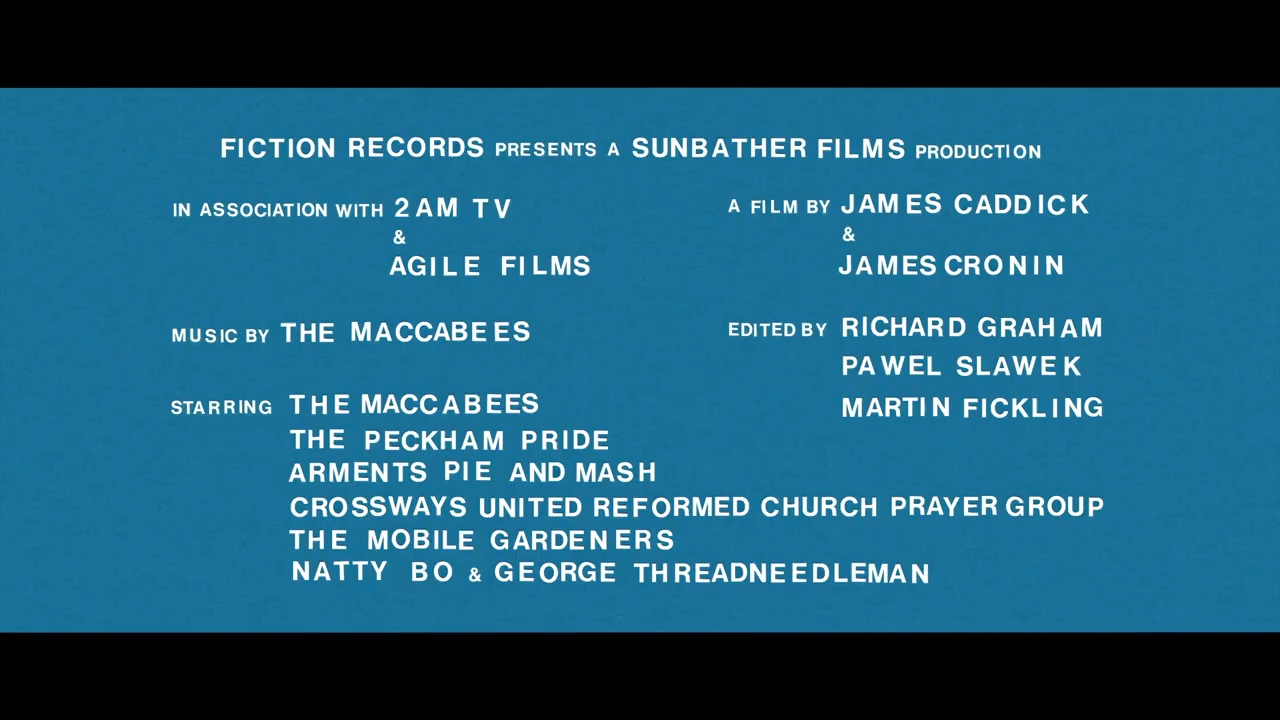 FICTION RECORDS PRESENTS A SUNBATHER FILMS PRODUCTION
IN ASSOCIATION WITH 2AM TV
&
AGILE FILMS
A FILM BY JAMES CADDICK
&
JAMES CRONIN
MUSIC BY THE MACCABEES
EDITED BY RICHARD GRAHAM
PAWEL SLAWEK
MARTIN FICKLING
STARRING THE MACCABEES
THE PECKHAM PRIDE
ARMENTS PIE AND MASH
CROSSWAYS UNITED REFORMED CHURCH PRAYER GROUP
THE MOBILE GARDENERS
NATTY BO & GEORGE THREADNEEDLEMAN